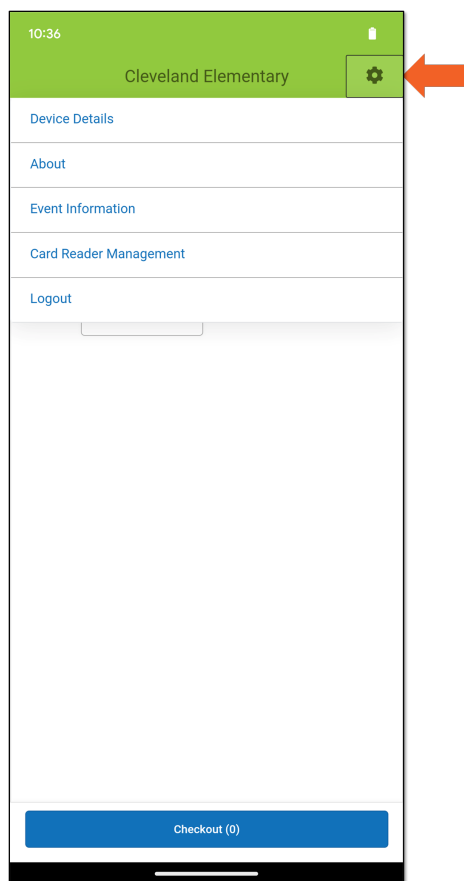 10:36
Cleveland Elementary
Device Details
About
Event Information
Card Reader Management
Logout
Checkout (0)